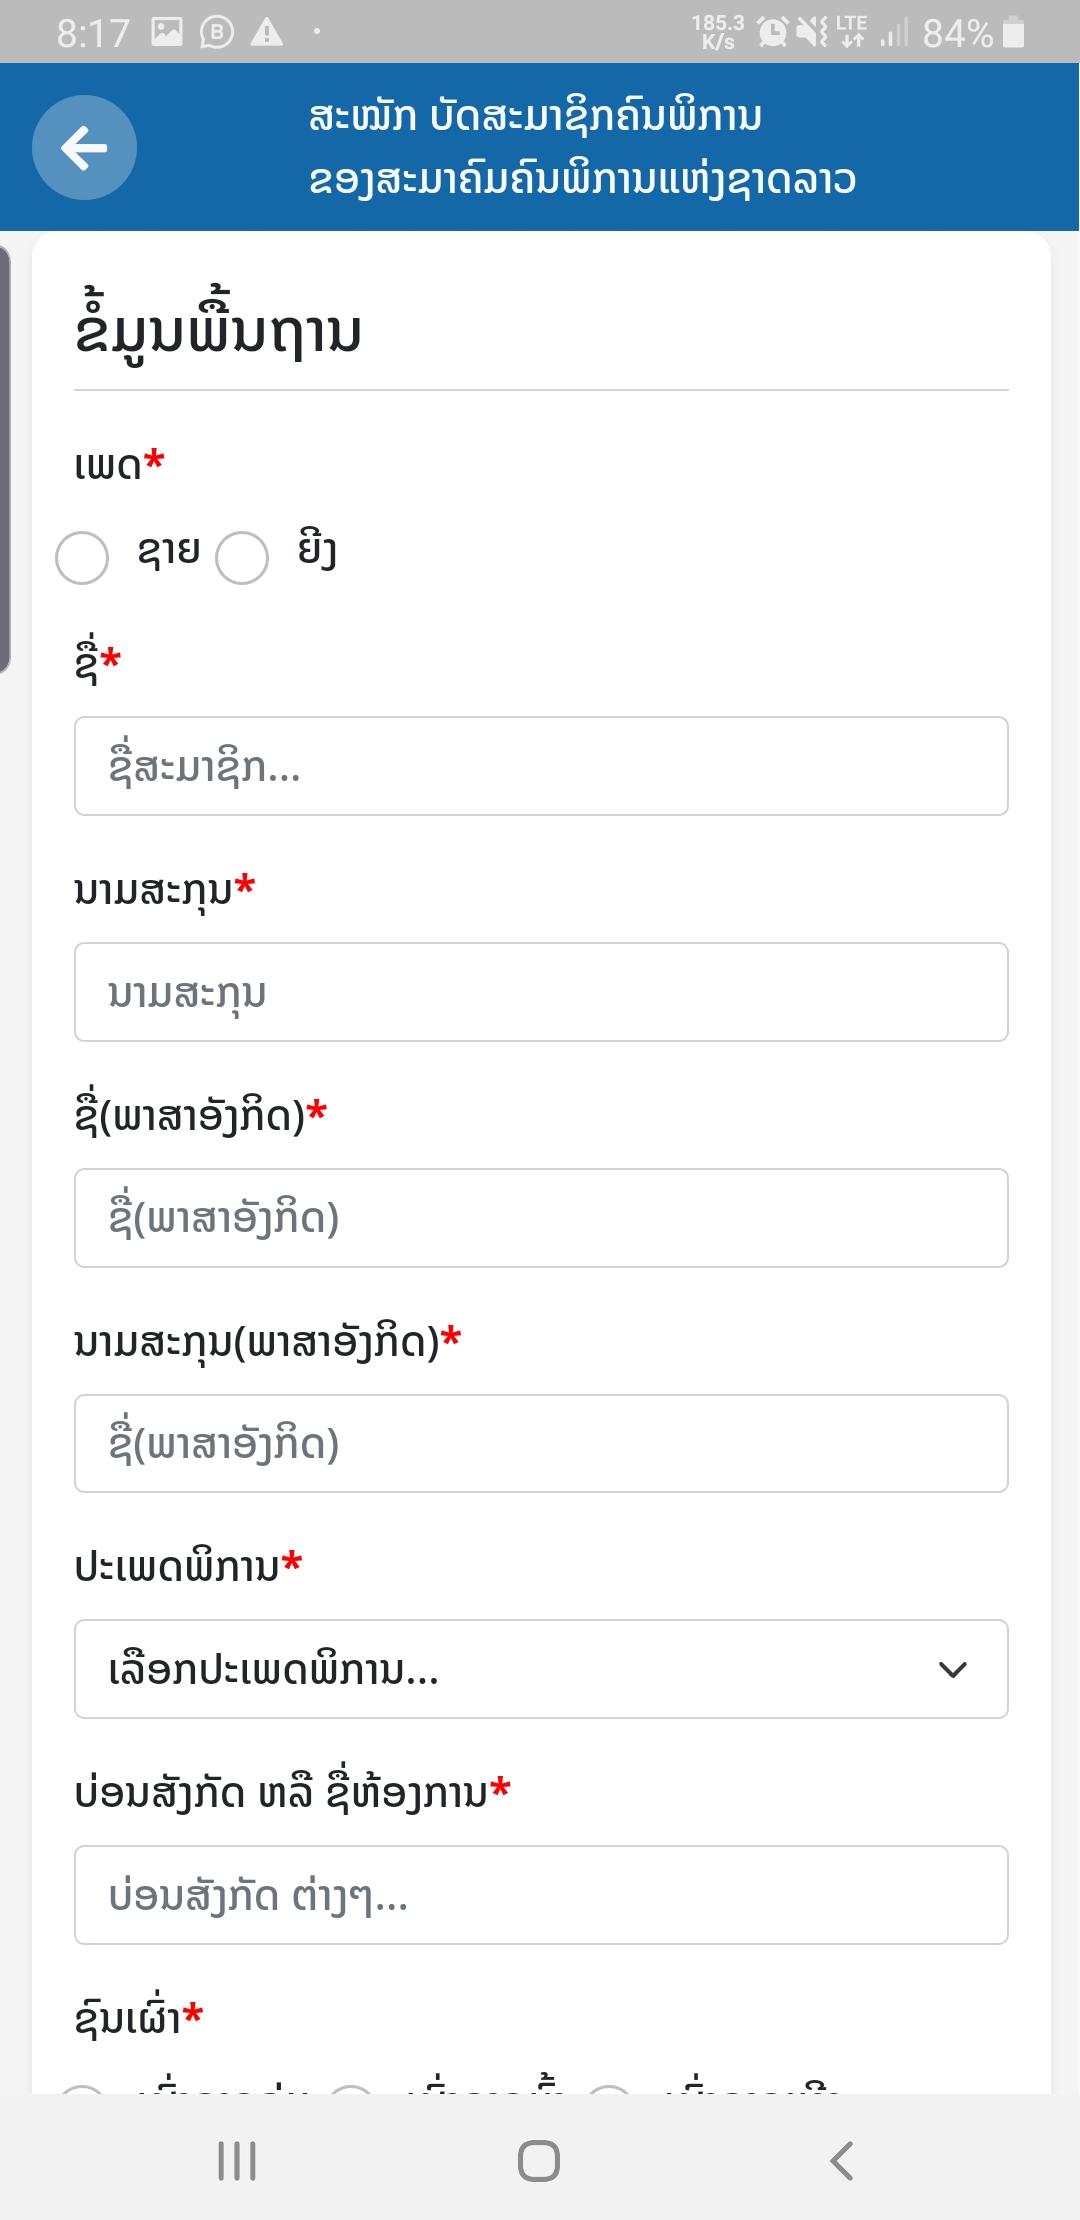 8:17
185.3
K/s
LTE
84%
ສະໝັກ ບັດສະມາຊິກຄົນພິການ
ຂອງສະມາຄົມຄົນພິການແຫ່ງຊາດລາວ
ຂໍ້ມູນພື້ນຖານ
ເພດ*
ຊາຍ ຍິງ
ຊື່*
ຊື່ສະມາຊິກ...
ນາມສະກຸນ*
ນາມສະກຸນ
ຊື່(ພາສາອັງກິດ)*
ຊື່(ພາສາອັງກິດ)
ນາມສະກຸນ(ພາສາອັງກິດ)*
ຊື່(ພາສາອັງກິດ)
ປະເພດພິການ*
ເລືອກປະເພດພິການ...
ບ່ອນສັງກັດ ຫລື ຊື່ຫ້ອງການ*
ບ່ອນສັງກັດ ຕ່າງໆ...
ຊົນເຜົ່າ*